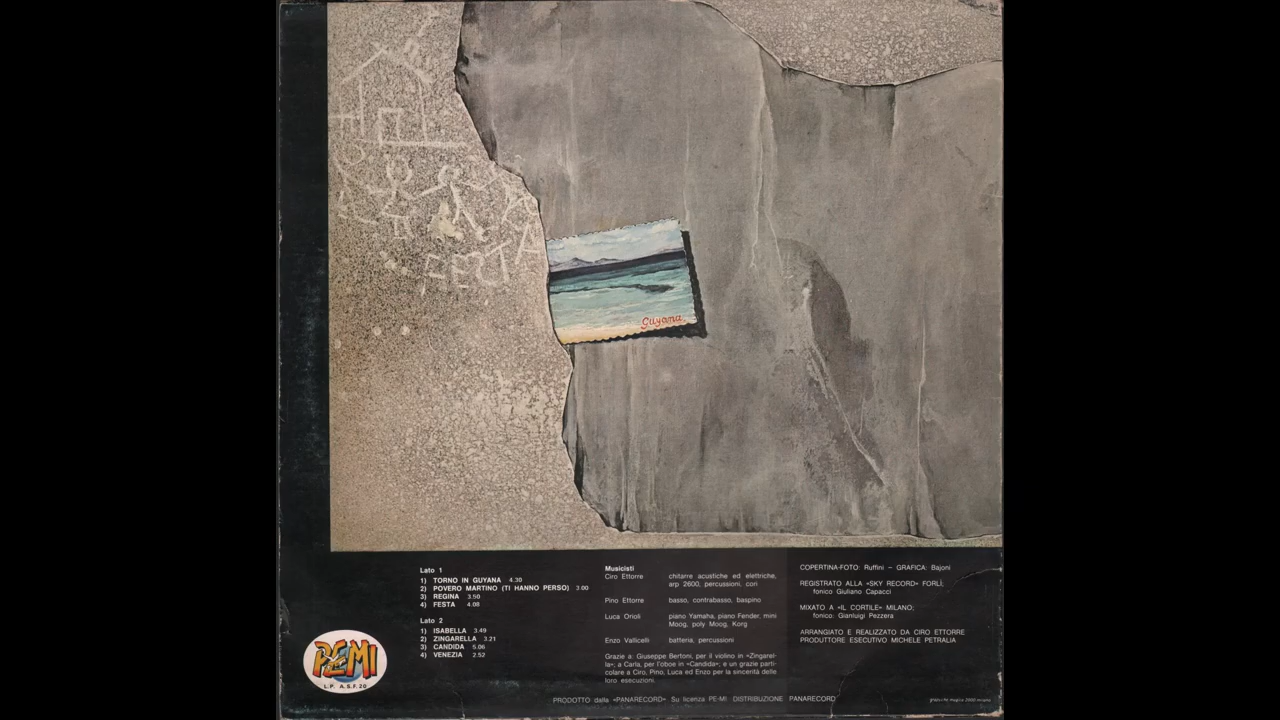 FESTA
Guyana
Lato 1
1) TORNO IN GUYANA 4.30
2) POVERO MARTINO (TI HANNO PERSO) 3.00
3) REGINA 3.50
4) FESTA 4.08
Lato 2
1) ISABELLA 3.49
2) ZINGARELLA 3.21
3) CANDIDA 5.06
4) VENEZIA 2.52
PE-MI
L.P. A.S.F. 20
Musicisti
Ciro Ettorre chitarre acustiche ed elettriche,
arp 2600, percussioni, cori
Pino Ettorre basso, contrabasso, baspino
Luca Orioli piano Yamaha, piano Fender, mini
Moog, poly Moog, Korg
Enzo Vallicelli batteria, percussioni
Grazie a: Giuseppe Bertoni, per il violino in «Zingarel-
la», a Carla, per l'oboe in «Candida»; e un grazie parti-
colare a Ciro, Pino, Luca ed Enzo per la sincerità delle
loro esecuzioni.
COPERTINA-FOTO: Ruffini – GRAFICA: Bajoni
REGISTRATO ALLA «SKY RECORD» FORLÌ;
fonico Giuliano Capacci
MIXATO A «IL CORTILE» MILANO;
fonico: Gianluigi Pezzera
ARRANGIATO E REALIZZATO DA CIRO ETTORRE
PRODUTTORE ESECUTIVO MICHELE PETRALIA
PRODOTTO dalla «PANARECORD» Su licenza PE-MI DISTRIBUZIONE PANARECORD